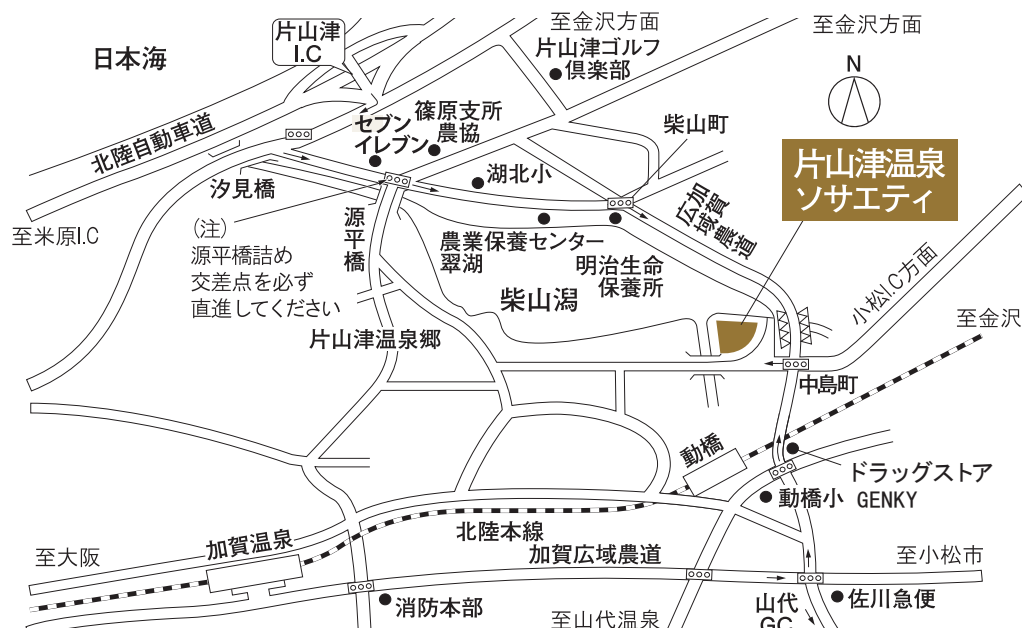 日本海
片山津
I.C
至金沢方面
片山津ゴルフ
倶楽部
至金沢方面
N
北陸自動車道
セブン
イレブン
篠原支所
農協
柴山町
片山津温泉
ソサエティ
汐見橋
湖北小
加賀
広域農道
至米原I.C
(注)
源平橋詰め
交差点を必ず
直進してください
源平橋
農業保養センター
翠湖
明治生命
保養所
柴山潟
小松I.C方面
片山津温泉郷
至金沢
中島町
動橋
ドラッグストア
GENKY
動橋小
北陸本線
加賀温泉
至大阪
加賀広域農道
至小松市
消防本部
至山代温泉
山代
GC
佐川急便